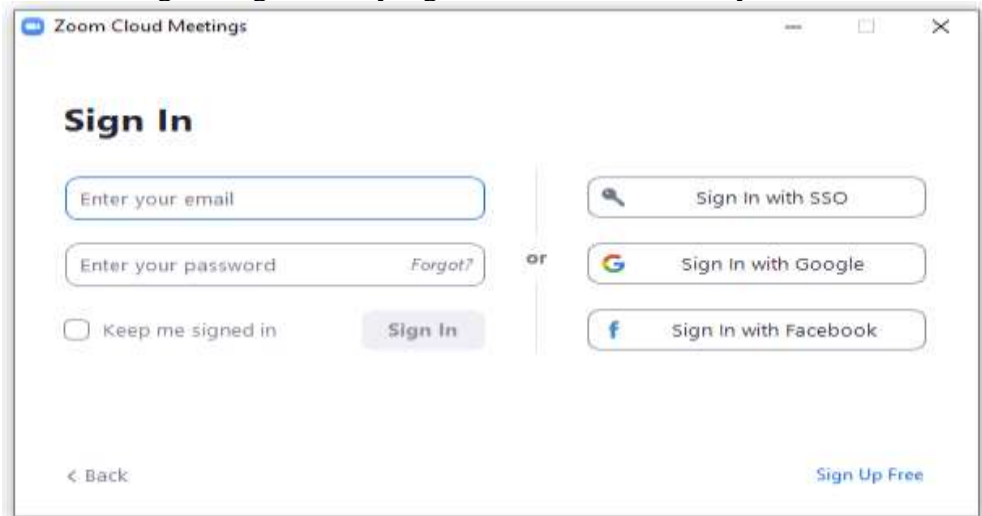 Zoom Cloud Meetings
Sign In
Enter your email
Enter your password Forgot?
Keep me signed in Sign In
or
Sign In with SSO
Sign In with Google
Sign In with Facebook
< Back
Sign Up Free